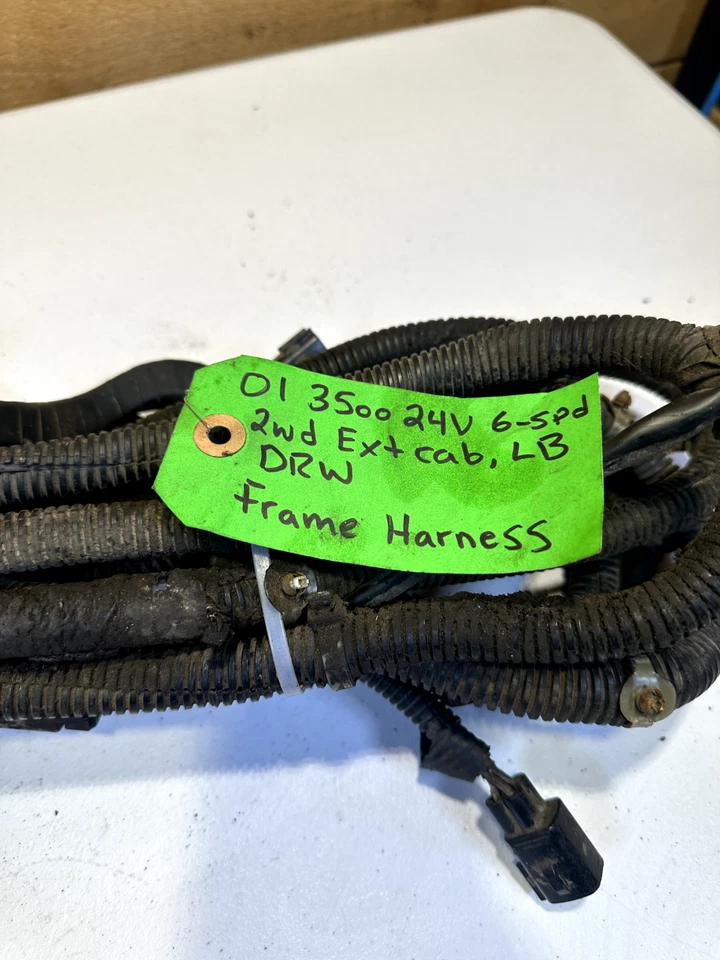 01 3500 24V 6-spd
2wd Ext cab, LB
DRW
Frame Harness